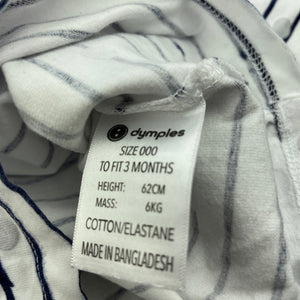 dymples
SIZE 000
TO FIT 3 MONTHS
HEIGHT: 62CM
MASS: 6KG
COTTON/ELASTANE
MADE IN BANGLADESH